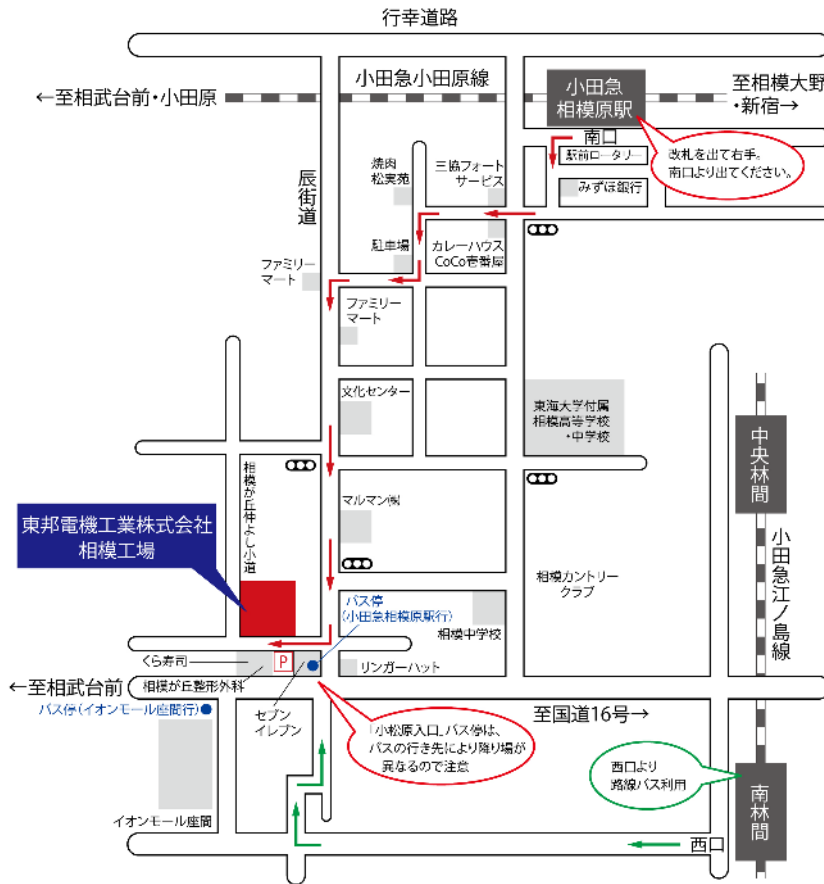 行幸道路
小田急小田原線
←至相武台前・小田原
小田急
相模原駅
至相模大野
・新宿→
南口
駅前ロータリー
改札を出て右手。
南口より出てください。
みずほ銀行
焼肉
松実苑
三協フォート
サービス
辰街道
駐車場
カレーハウス
CoCo壱番屋
ファミリー
マート
ファミリー
マート
文化センター
東海大学付属
相模高等学校
・中学校
中央林間
相模が丘仲よし小道
マルマン㈱
東邦電機工業株式会社
相模工場
小田急江ノ島線
相模カントリー
クラブ
バス停
(小田急相模原駅行)
相模中学校
くら寿司
P
リンガーハット
相模が丘整形外科
←至相武台前
バス停(イオンモール座間行)
セブン
イレブン
至国道16号→
「小松原入口」バス停は、
バスの行き先により降り場が
異なるので注意
西口より
路線バス利用
南林間
イオンモール座間
西口